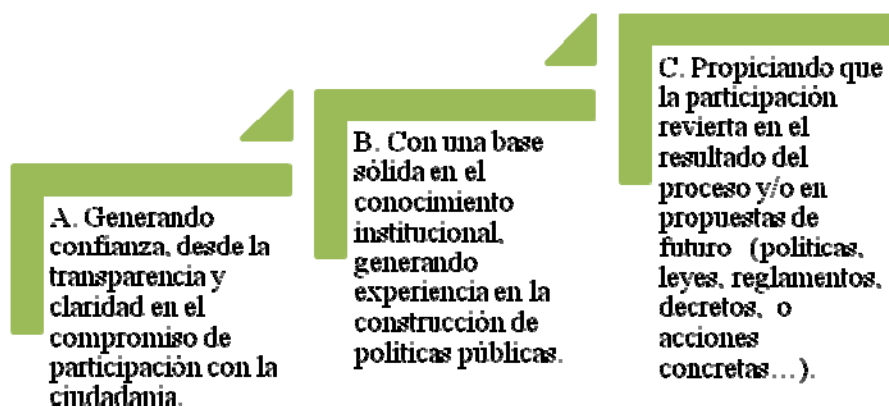 A. Generando
confianza, desde la
transparencia y
claridad en el
compromiso de
participación con la
ciudadanía.
B. Con una base
sólida en el
conocimiento
institucional,
generando
experiencia en la
construcción de
políticas públicas.
C. Propiciando que
la participación
revierta en el
resultado del
proceso y/o en
propuestas de
futuro (políticas,
leyes, reglamentos,
decretos, o
acciones
concretas...).